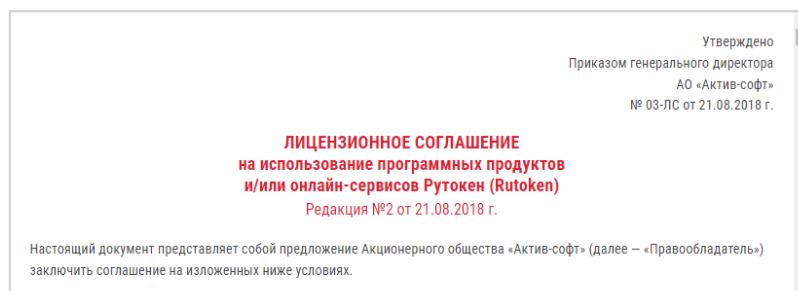 Утверждено
Приказом генерального директора
АО «Актив-софт»
№ 03-ЛС от 21.08.2018 г.
ЛИЦЕНЗИОННОЕ СОГЛАШЕНИЕ
на использование программных продуктов
и/или онлайн-сервисов Рутокен (Rutoken)
Редакция №2 от 21.08.2018 г.
Настоящий документ представляет собой предложение Акционерного общества «Актив-софт» (далее — «Правообладатель»)
заключить соглашение на изложенных ниже условиях.